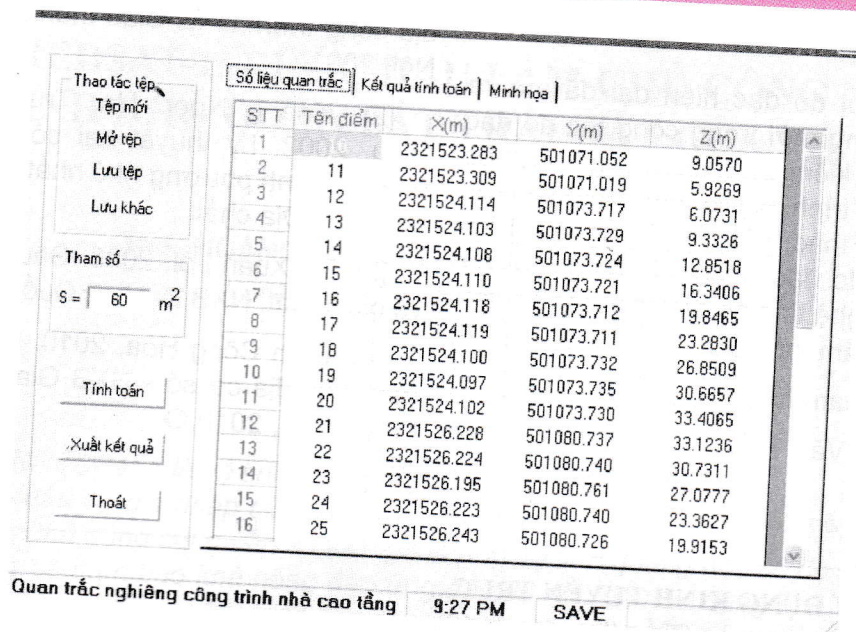 Thao tác tệp
Tệp mới
Mở tệp
Lưu tệp
Lưu khác
Tham số
S = 60 m2
Tính toán
Xuất kết quả
Thoát
Số liệu quan trắc Kết quả tính toán Minh họa
STT Tên điểm X(m) Y(m) Z(m)
1 2321523.283 501071.052 9.0570
2 11 2321523.309 501071.019 5.9269
3 12 2321524.114 501073.717 6.0731
4 13 2321524.103 501073.729 9.3326
5 14 2321524.108 501073.724 12.8518
6 15 2321524.110 501073.721 16.3406
7 16 2321524.118 501073.712 19.8465
8 17 2321524.119 501073.711 23.2830
9 18 2321524.100 501073.732 26.8509
10 19 2321524.097 501073.735 30.6657
11 20 2321524.102 501073.730 33.4065
12 21 2321526.228 501080.737 33.1236
13 22 2321526.224 501080.740 30.7311
14 23 2321526.195 501080.761 27.0777
15 24 2321526.223 501080.740 23.3627
16 25 2321526.243 501080.726 19.9153
Quan trắc nghiêng công trình nhà cao tầng 9:27 PM SAVE